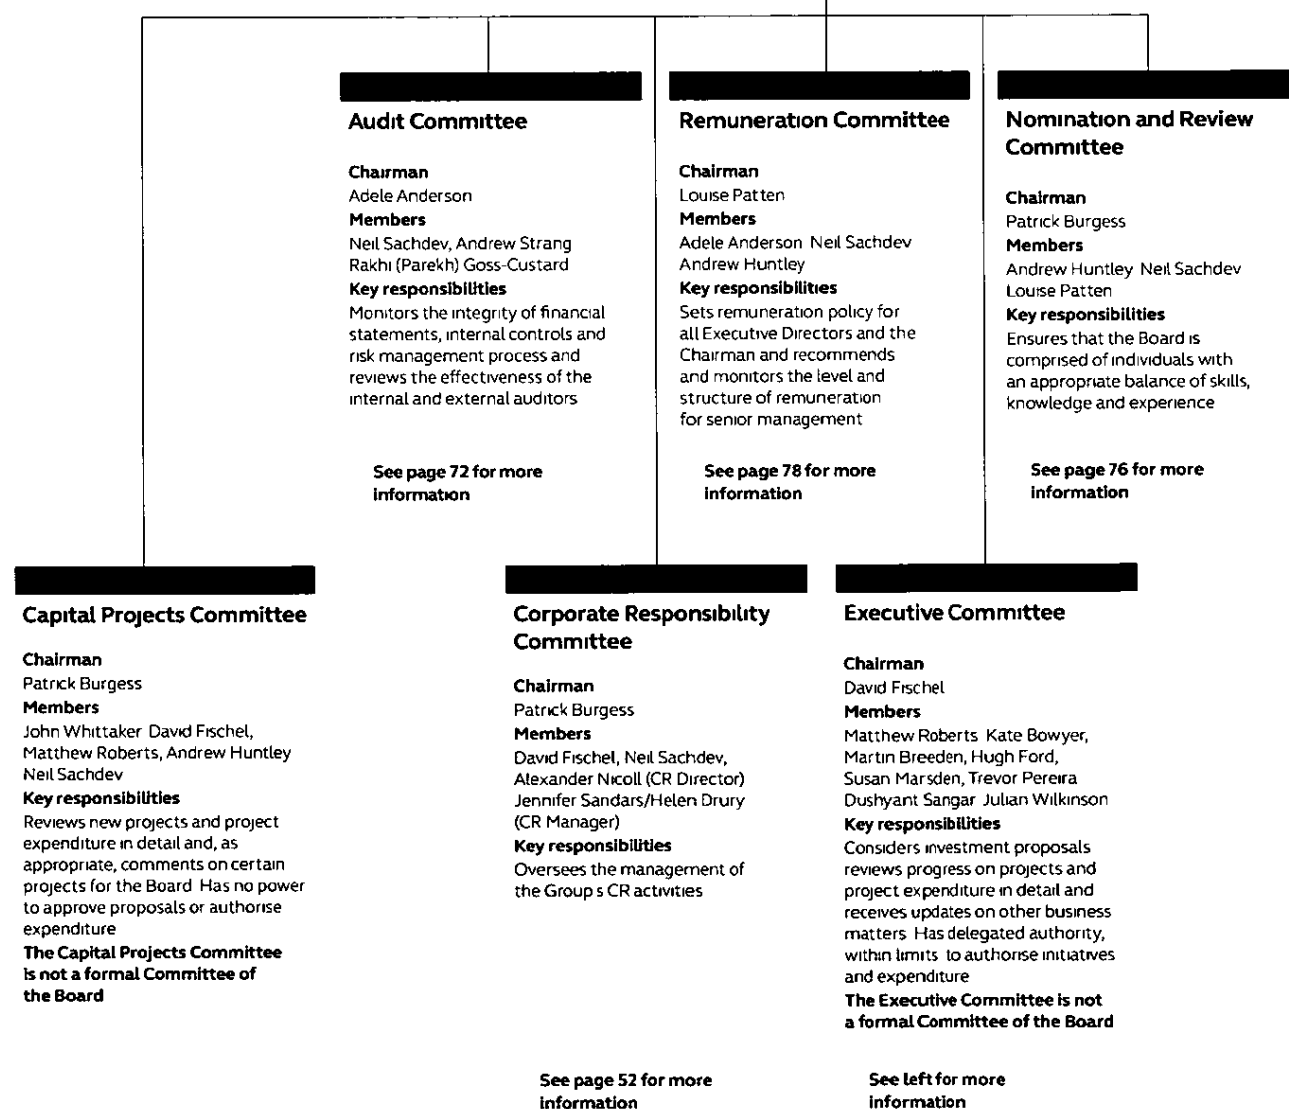 Audit Committee
Chairman
Adele Anderson
Members
Neil Sachdev, Andrew Strang
Rakhi (Parekh) Goss-Custard
Key responsibilities
Monitors the integrity of financial
statements, internal controls and
risk management process and
reviews the effectiveness of the
internal and external auditors
See page 72 for more
information
Remuneration Committee
Chairman
Louise Patten
Members
Adele Anderson Neil Sachdev
Andrew Huntley
Key responsibilities
Sets remuneration policy for
all Executive Directors and the
Chairman and recommends
and monitors the level and
structure of remuneration
for senior management
See page 78 for more
information
Nomination and Review
Committee
Chairman
Patrick Burgess
Members
Andrew Huntley Neil Sachdev
Louise Patten
Key responsibilities
Ensures that the Board is
comprised of individuals with
an appropriate balance of skills,
knowledge and experience
See page 76 for more
information
Capital Projects Committee
Chairman
Patrick Burgess
Members
John Whittaker David Fischel,
Matthew Roberts, Andrew Huntley
Neil Sachdev
Key responsibilities
Reviews new projects and project
expenditure in detail and, as
appropriate, comments on certain
projects for the Board Has no power
to approve proposals or authorise
expenditure
The Capital Projects Committee
is not a formal Committee of
the Board
Corporate Responsibility
Committee
Chairman
Patrick Burgess
Members
David Fischel, Neil Sachdev,
Alexander Nicoll (CR Director)
Jennifer Sandars/Helen Drury
(CR Manager)
Key responsibilities
Oversees the management of
the Group s CR activities
See page 52 for more
information
Executive Committee
Chairman
David Fischel
Members
Matthew Roberts Kate Bowyer,
Martin Breeden, Hugh Ford,
Susan Marsden, Trevor Pereira
Dushyant Sangar Julian Wilkinson
Key responsibilities
Considers investment proposals
reviews progress on projects and
project expenditure in detail and
receives updates on other business
matters Has delegated authority,
within limits to authorise initiatives
and expenditure
The Executive Committee is not
a formal Committee of the Board
See left for more
information